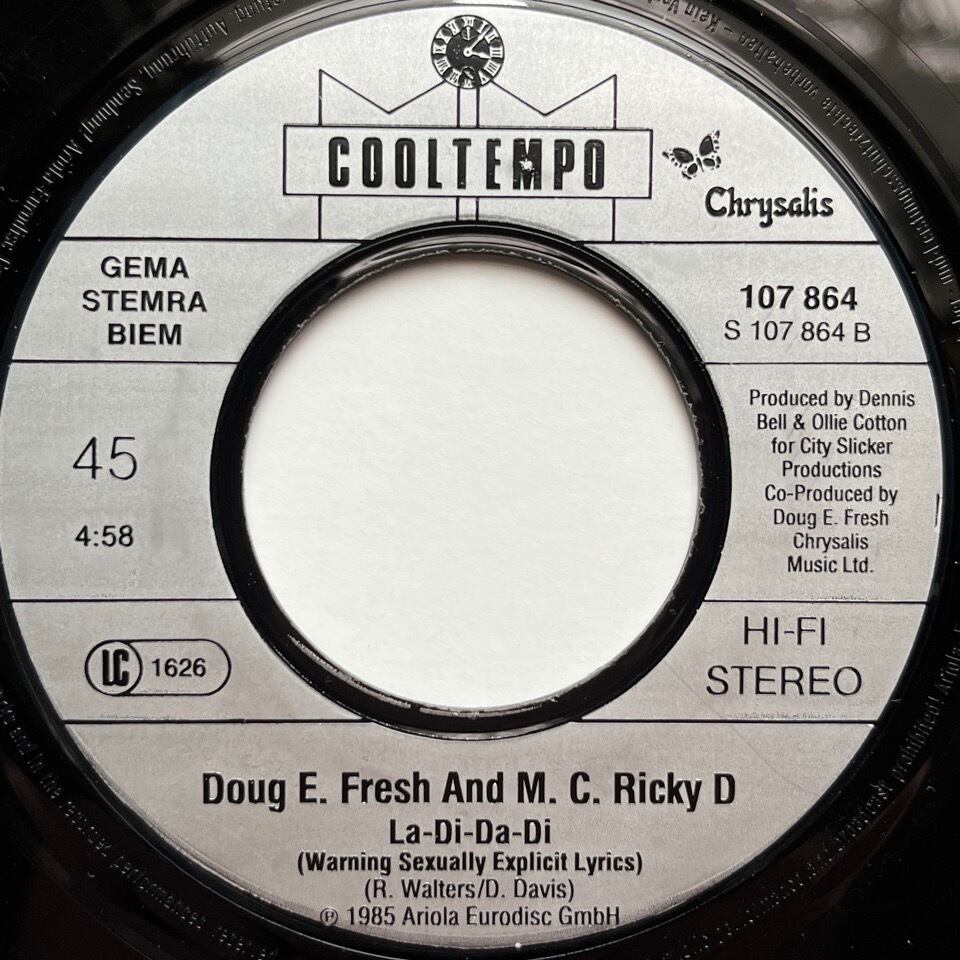 COOLTEMPO
Chrysalis
GEMA
STEMRA
BIEM
107 864
S 107 864 B
45
4:58
Produced by Dennis
Bell & Ollie Cotton
for City Slicker
Productions
Co-Produced by
Doug E. Fresh
Chrysalis
Music Ltd.
LC 1626
HI-FI
STEREO
Doug E. Fresh And M. C. Ricky D
La-Di-Da-Di
(Warning Sexually Explicit Lyrics)
(R. Walters/D. Davis)
℗ 1985 Ariola Eurodisc GmbH